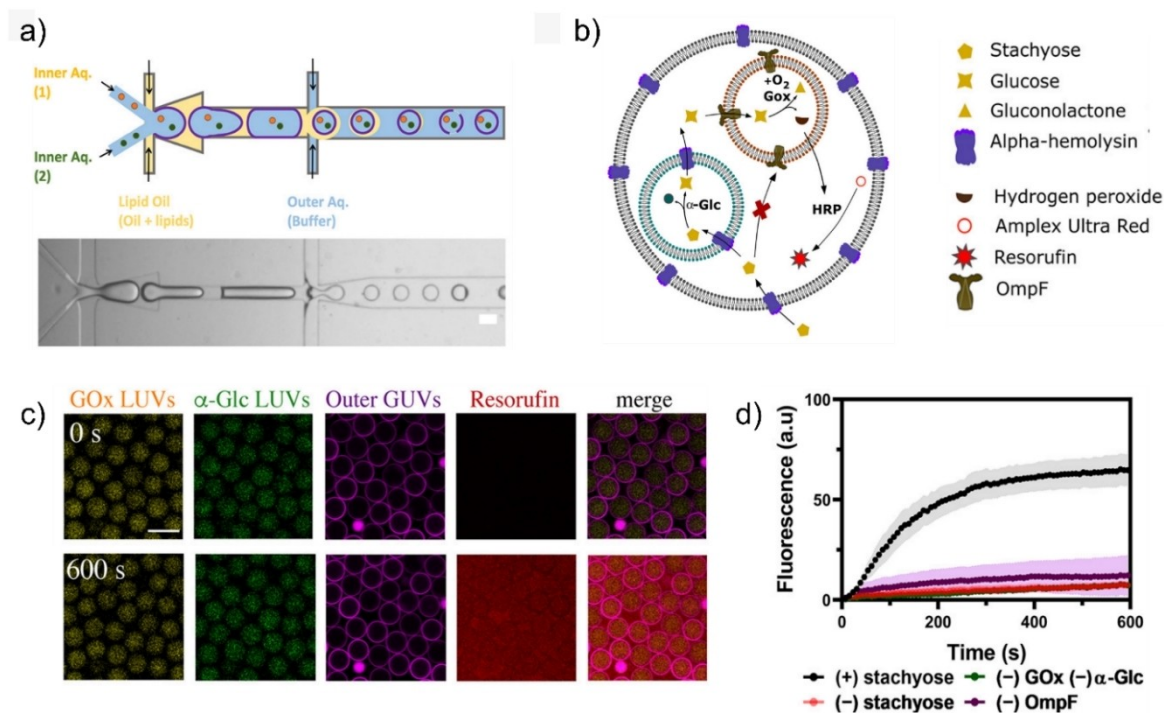 a)
Inner Aq.
(1)
Inner Aq.
(2)
Lipid Oil
(Oil + lipids)
Outer Aq.
(Buffer)
b)
+O2
Gox
α-Glc
HRP
Stachyose
Glucose
Gluconolactone
Alpha-hemolysin
Hydrogen peroxide
Amplex Ultra Red
Resorufin
OmpF
c)
GOx LUVs
α-Glc LUVs
Outer GUVs
Resorufin
merge
0 s
600 s
d)
Fluorescence (a.u)
100
50
0
0
200
400
600
Time (s)
(+) stachyose
(−) GOx (−)α-Glc
(−) stachyose
(−) OmpF